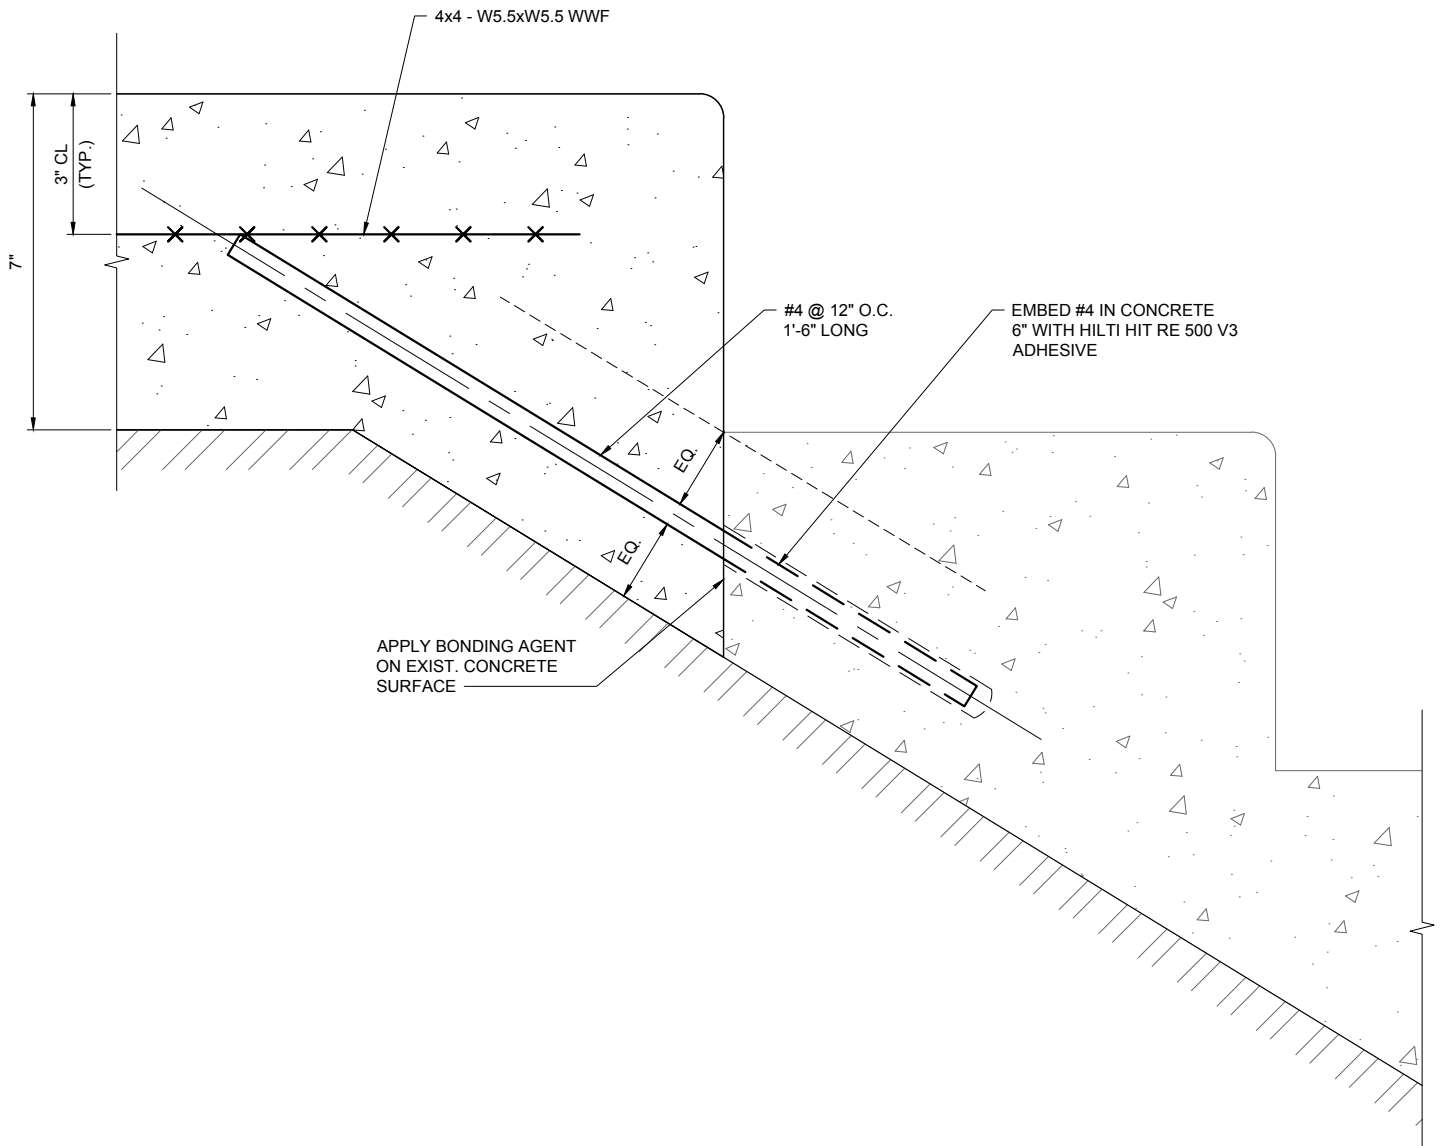 4x4 - W5.5xW5.5 WWF
3" CL
(TYP.)
7"
#4 @ 12" O.C.
1'-6" LONG
EMBED #4 IN CONCRETE
6" WITH HILTI HIT RE 500 V3
ADHESIVE
EQ.
EQ.
APPLY BONDING AGENT
ON EXIST. CONCRETE
SURFACE